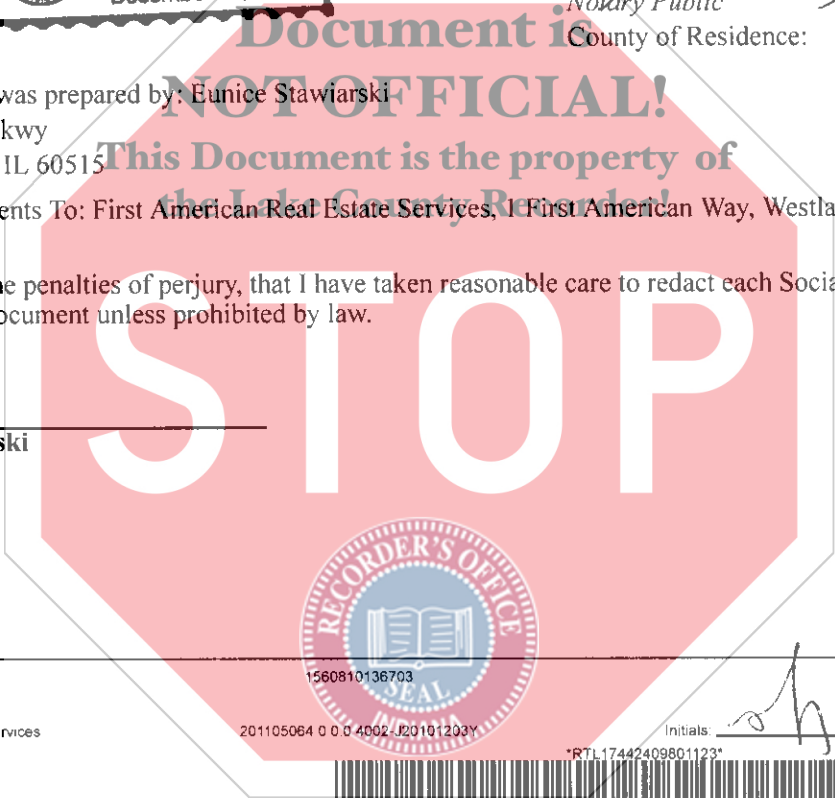 Document is
Notary Public
County of Residence:
NOT OFFICIAL!
was prepared by: Eunice Stawiarski
kwy
IL 60515
This Document is the property of
the Lake County Recorder!
ents To: First American Real Estate Services, 1 First American Way, Westla
e penalties of perjury, that I have taken reasonable care to redact each Socia
ocument unless prohibited by law.
STOP
ski
RECORDER'S OFFICE
SEAL
INDIANA
1560810136703
rvices
201105064 0 0.0 4002-J20101203Y
Initials:
*RTL17442409801123*